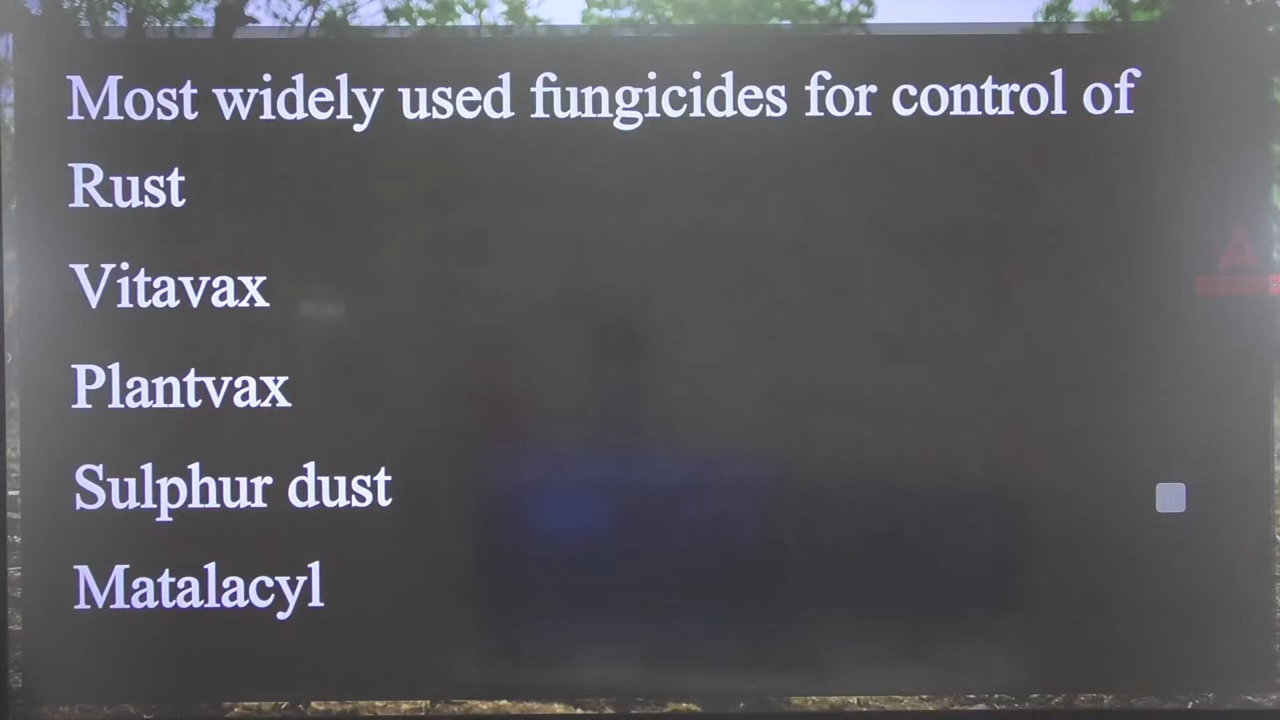 Most widely used fungicides for control of
Rust
Vitavax
Plantvax
Sulphur dust
Matalacyl